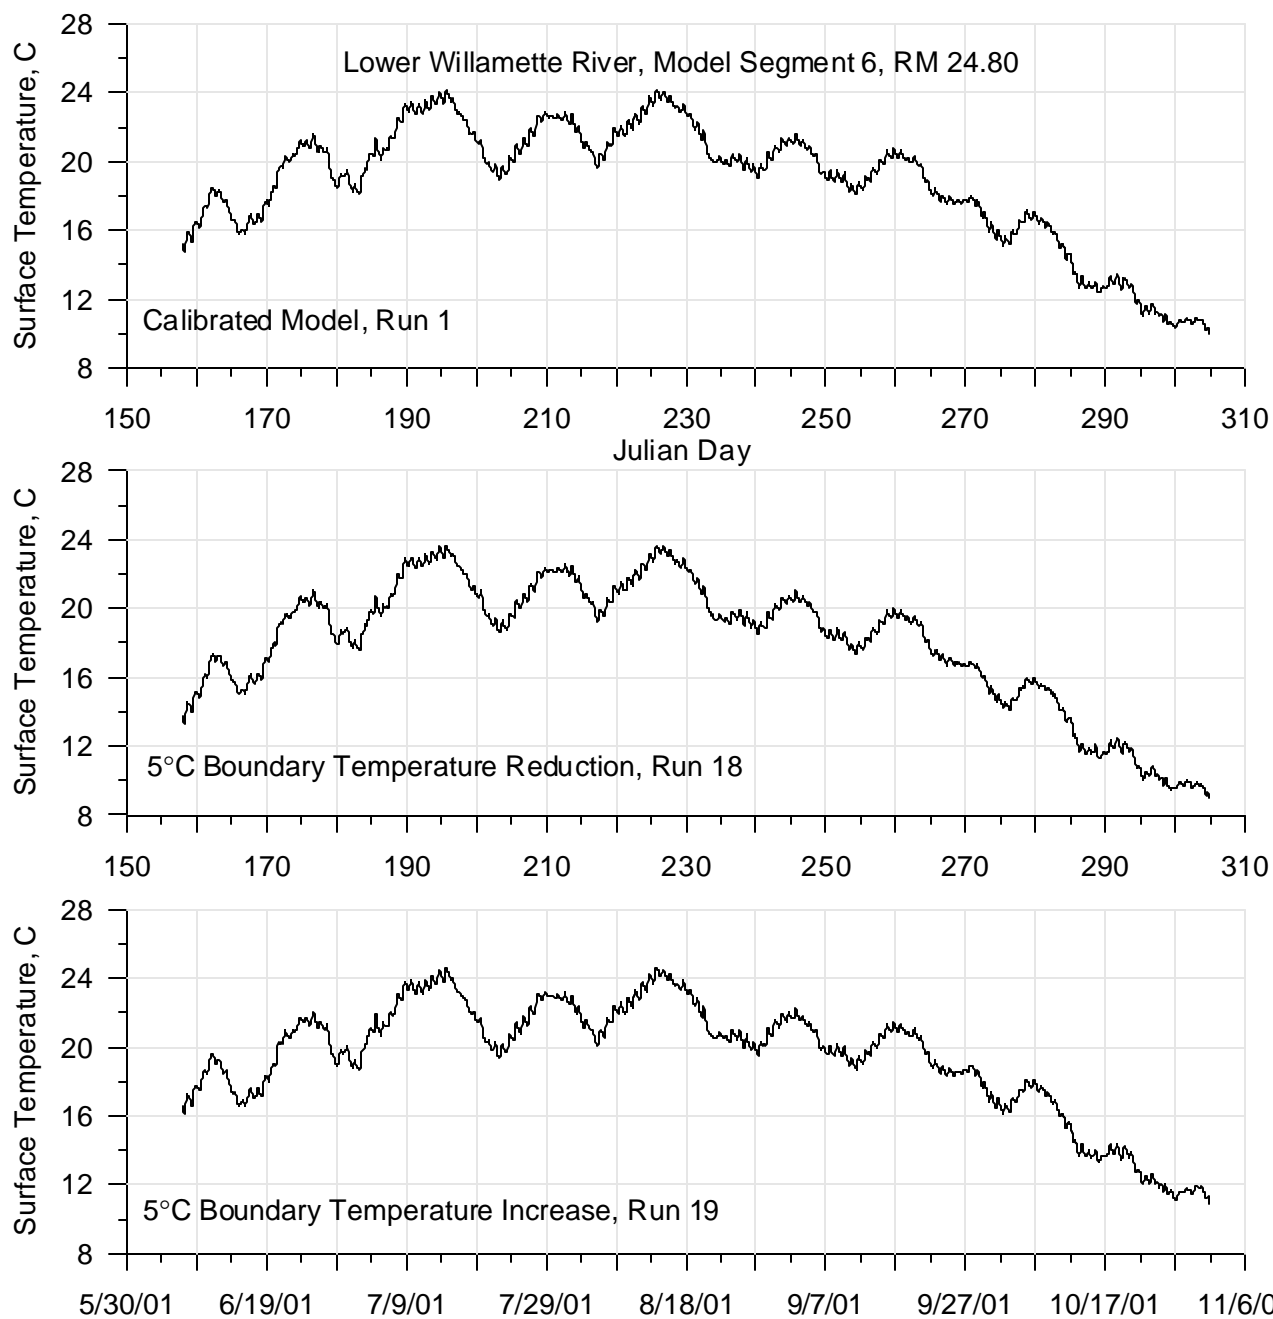 28
Lower Willamette River, Model Segment 6, RM 24.80
24
20
16
12
8
Surface Temperature, C
Calibrated Model, Run 1
150 170 190 210 230 250 270 290 310
Julian Day
28
24
20
16
12
8
Surface Temperature, C
5°C Boundary Temperature Reduction, Run 18
150 170 190 210 230 250 270 290 310
28
24
20
16
12
8
Surface Temperature, C
5°C Boundary Temperature Increase, Run 19
5/30/01 6/19/01 7/9/01 7/29/01 8/18/01 9/7/01 9/27/01 10/17/01 11/6/0